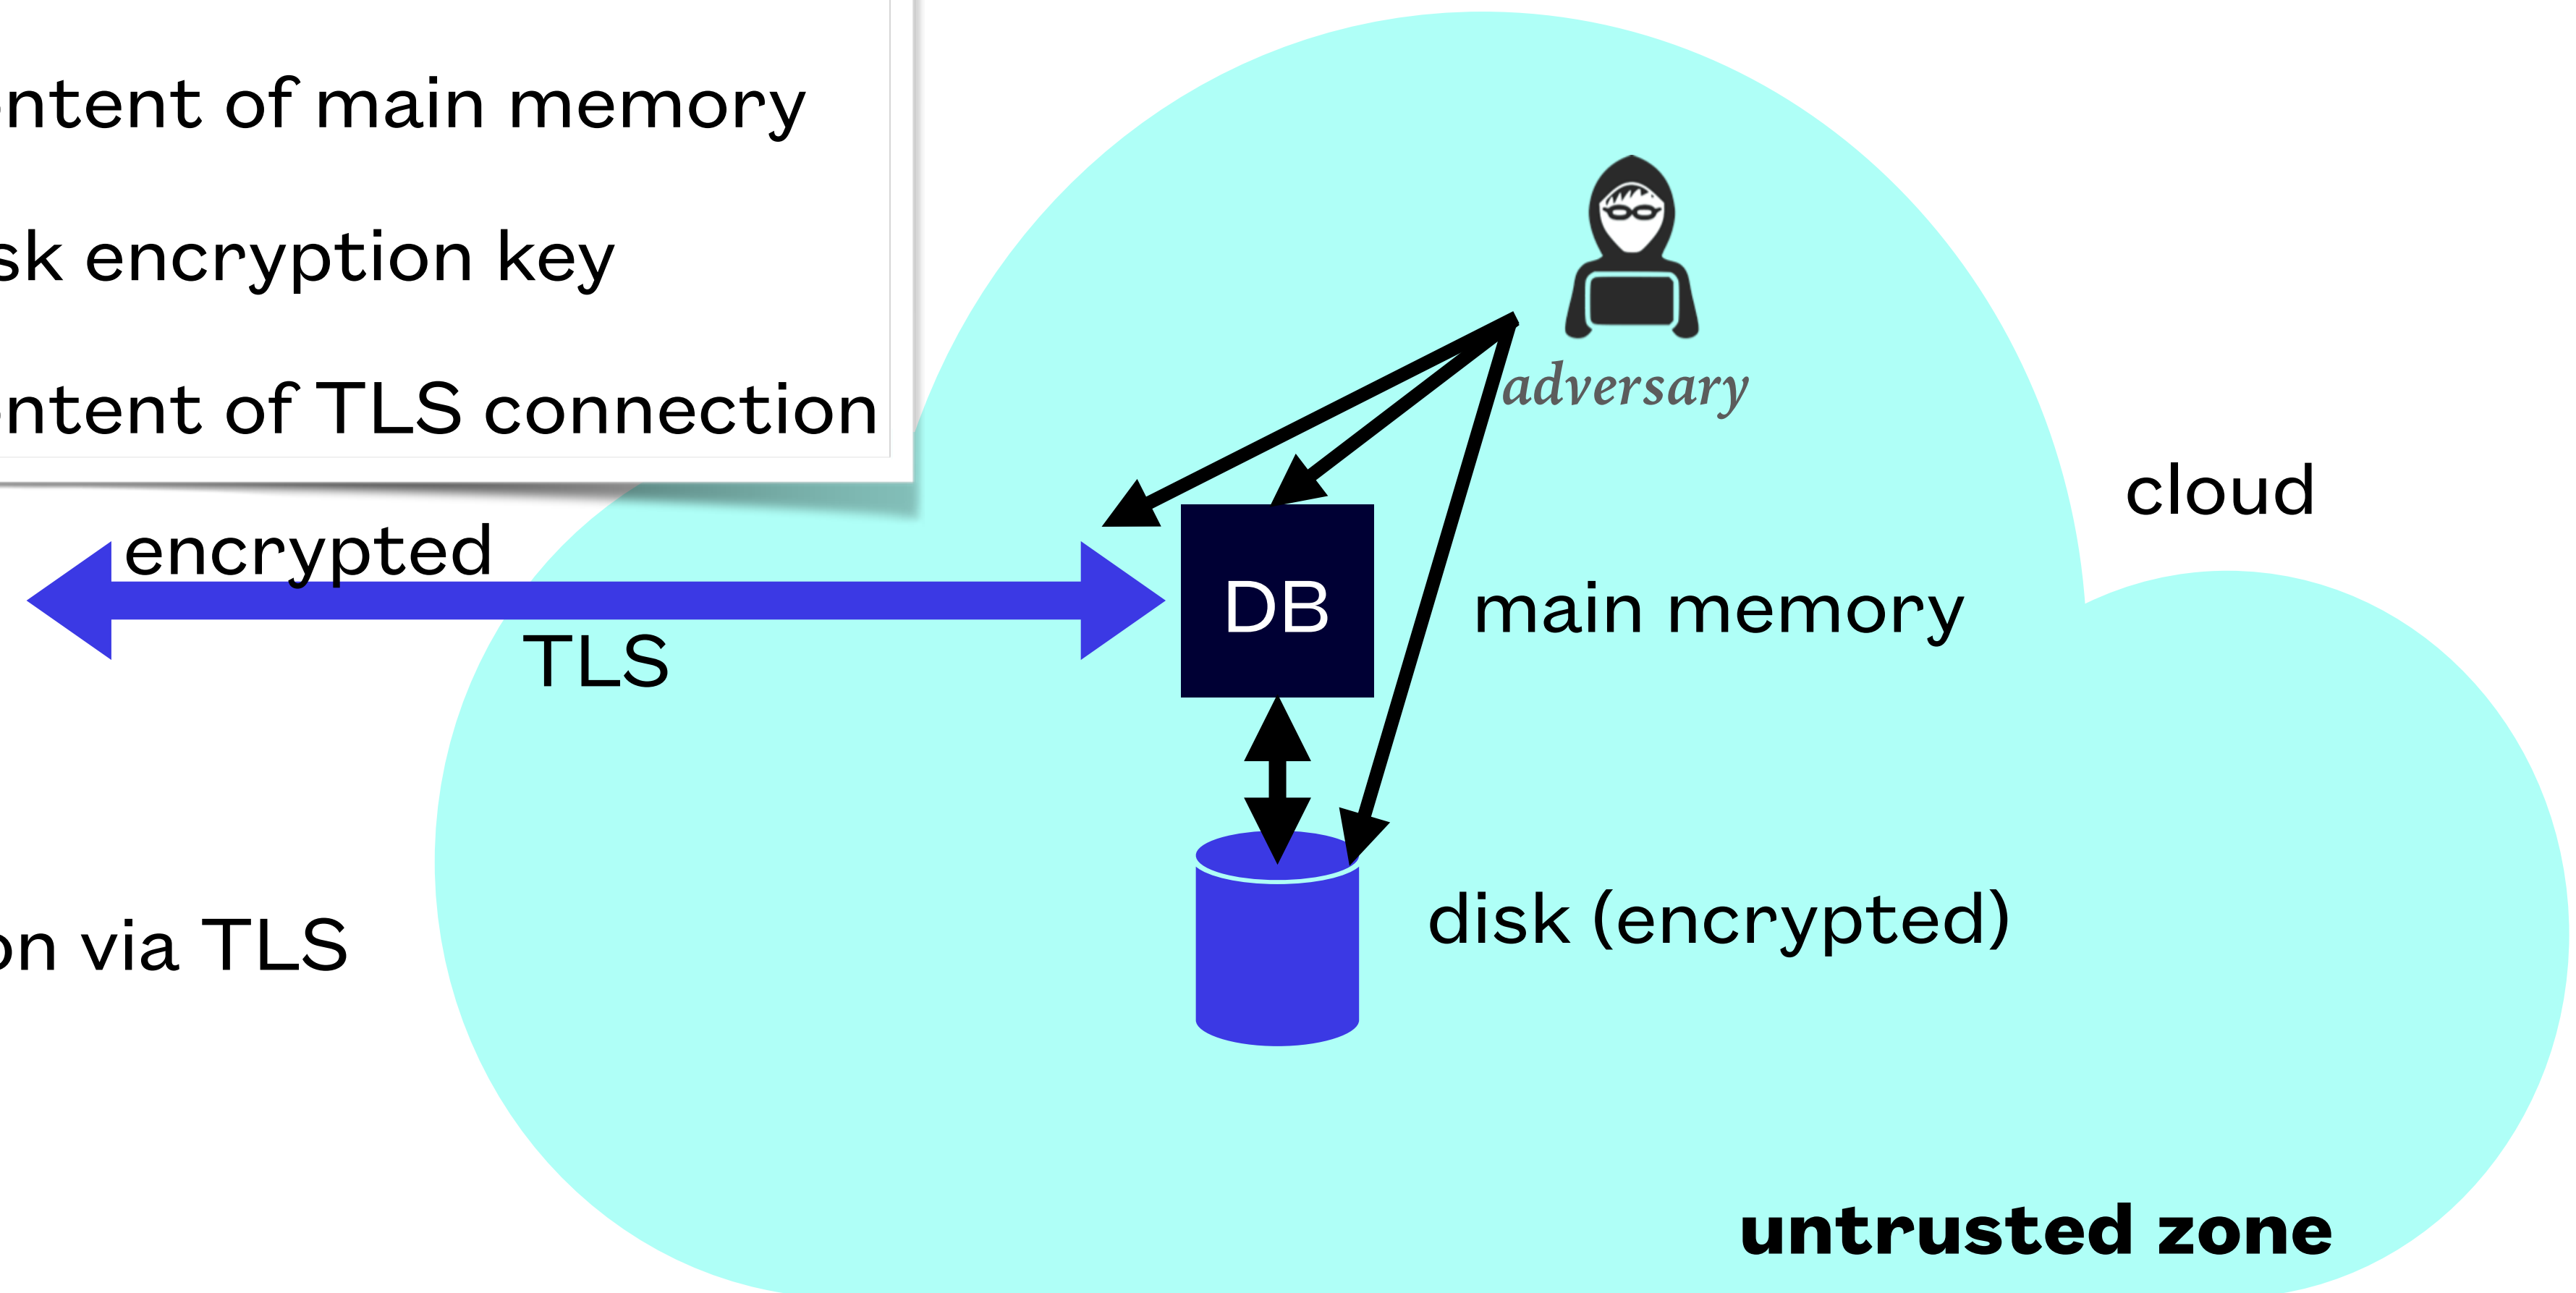 ntent of main memory
sk encryption key
ntent of TLS connection
adversary
cloud
encrypted
DB
main memory
TLS
disk (encrypted)
on via TLS
untrusted zone